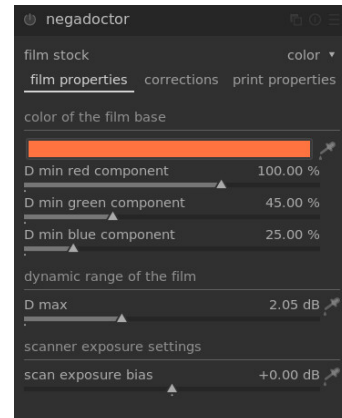 negadoctor
film stock color
film properties corrections print properties
color of the film base
D min red component 100.00 %
D min green component 45.00 %
D min blue component 25.00 %
dynamic range of the film
D max 2.05 dB
scanner exposure settings
scan exposure bias +0.00 dB